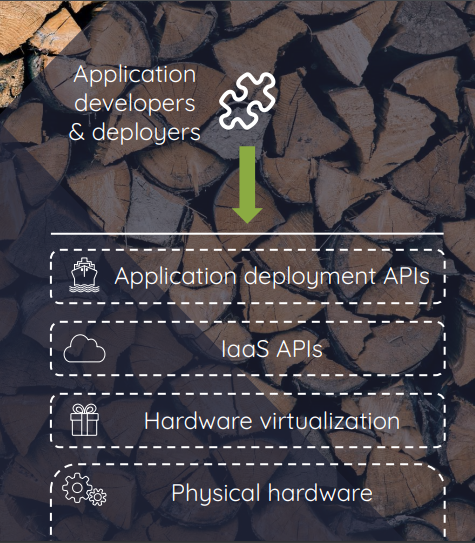 Application
developers
& deployers
Application deployment APIs
IaaS APIs
Hardware virtualization
Physical hardware